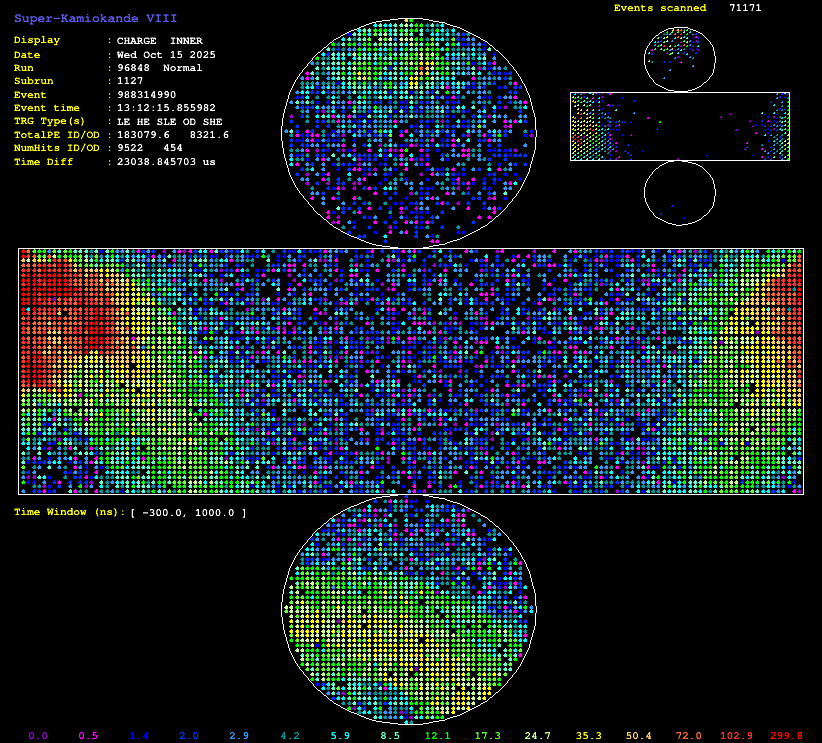 Super-Kamiokande VIII
Events scanned 71171
Display : CHARGE INNER
Date : Wed Oct 15 2025
Run : 96848 Normal
Subrun : 1127
Event : 988314990
Event time : 13:12:15.855982
TRG Type(s) : LE HE SLE OD SHE
TotalPE ID/OD : 183079.6 8321.6
NumHits ID/OD : 9522 454
Time Diff : 23038.845703 us
Time Window (ns): [ -300.0, 1000.0 ]
0.0 0.5 1.4 2.0 2.9 4.2 5.9 8.5 12.1 17.3 24.7 35.3 50.4 72.0 102.9 299.8